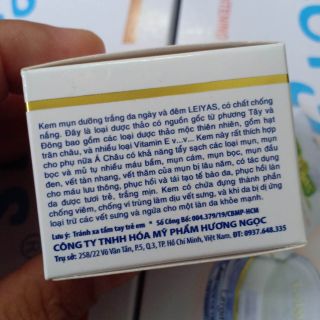 Kem mụn dưỡng trắng da ngày và đêm LEIYAS, có chất chống
nắng. Đây là loại dược thảo có nguồn gốc từ phương Tây và
Đông bao gồm các loại dược thảo mộc thiên nhiên, gồm hạt
trân châu, và nhiều loại Vitamin E v...v... Kem này rất thích hợp
cho phụ nữ Á Châu có khả năng tẩy sạch các loại mụn, mụn
bọc và mủ tụ nhiều máu bầm, mụn cám, mụn bọc, mụn đầu
đen, vết tàn nhang, vết thâm của mụn bị lâu năm, có tác dụng
cho máu lưu thông, phục hồi và tái tạo tế bào da, phục hồi làn
da được tươi trẻ, trắng mịn. Kem có chứa dụng thành phần
chống viêm, chống vi trùng làm dịu vết sưng, và khi da bị dị ứng
loại trừ các vết sưng và ngừa cho một làn da khỏe mạnh.
Lưu ý: Tránh xa tầm tay trẻ em * Số Công Bố: 004.379/19/CBMP-HCM
CÔNG TY TNHH HÓA MỸ PHẨM HƯƠNG NGỌC
Trụ sở: 258/22 Võ Văn Tần, P.5, Q.3, TP. Hồ Chí Minh, Việt Nam. ĐT: 0937.648.335